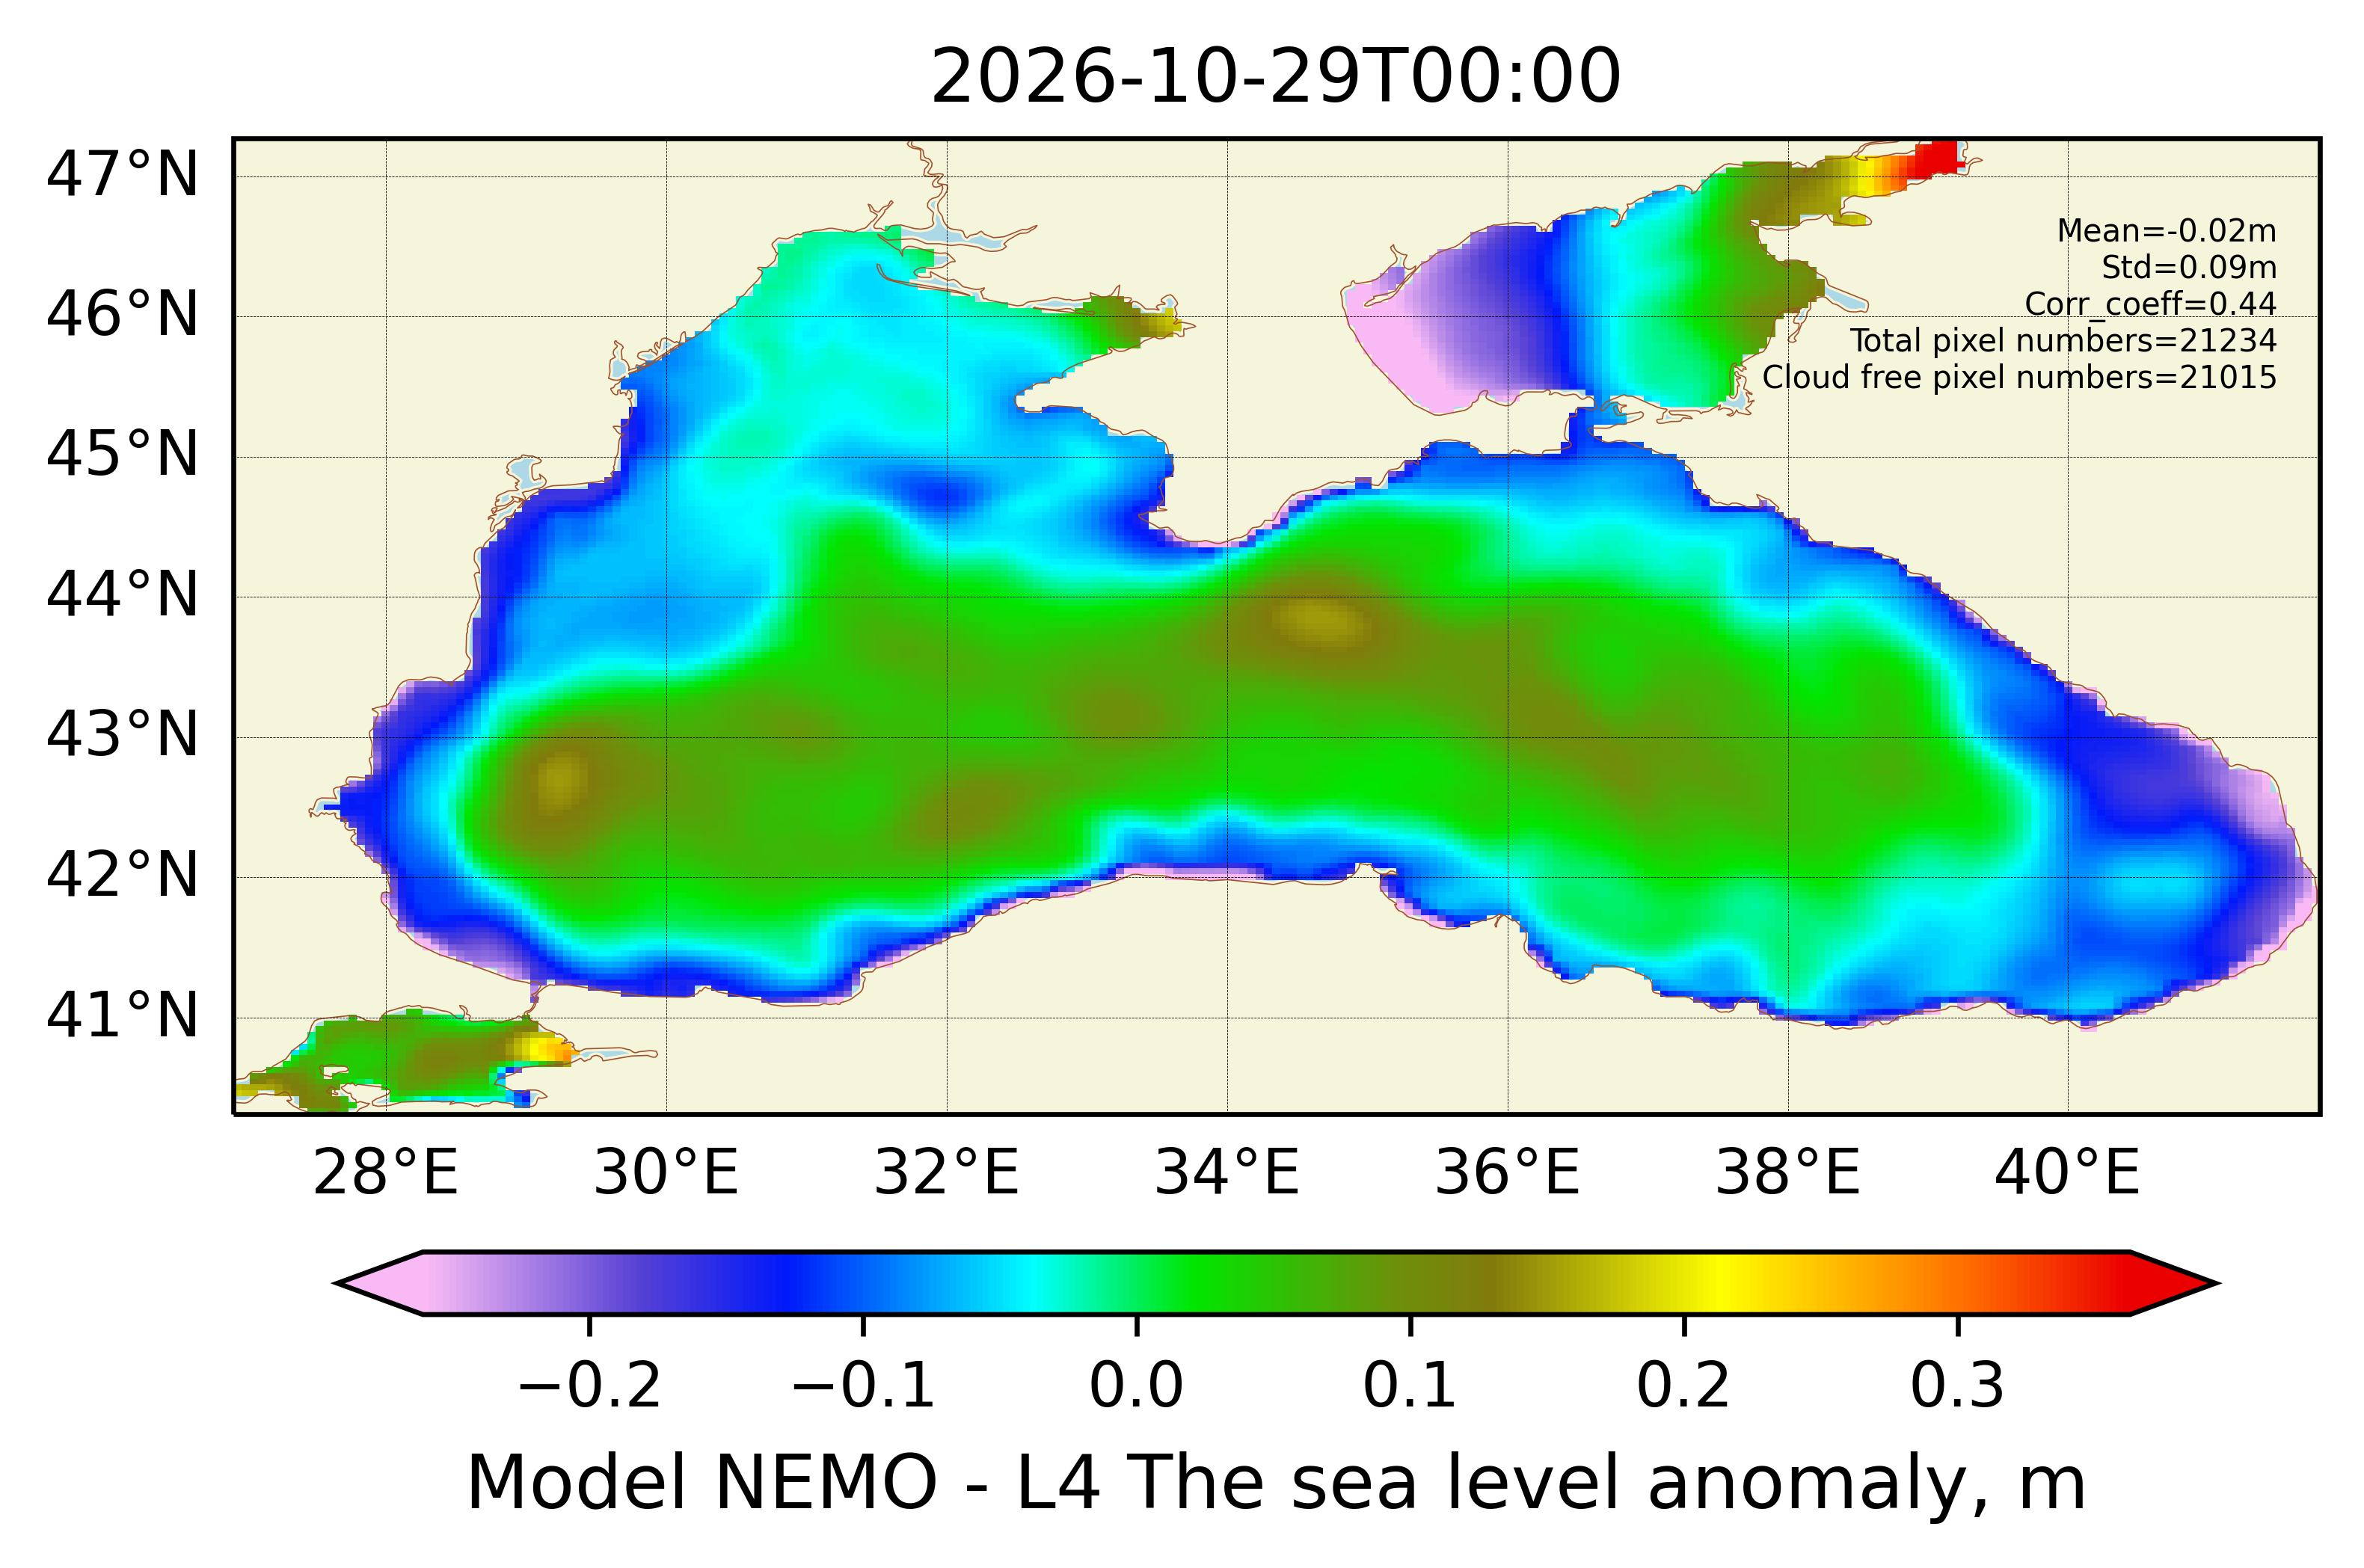 2026-10-29T00:00
47°N
46°N
45°N
44°N
43°N
42°N
41°N
Mean=-0.02m
Std=0.09m
Corr_coeff=0.44
Total pixel numbers=21234
Cloud free pixel numbers=21015
28°E 30°E 32°E 34°E 36°E 38°E 40°E
−0.2 −0.1 0.0 0.1 0.2 0.3
Model NEMO - L4 The sea level anomaly, m